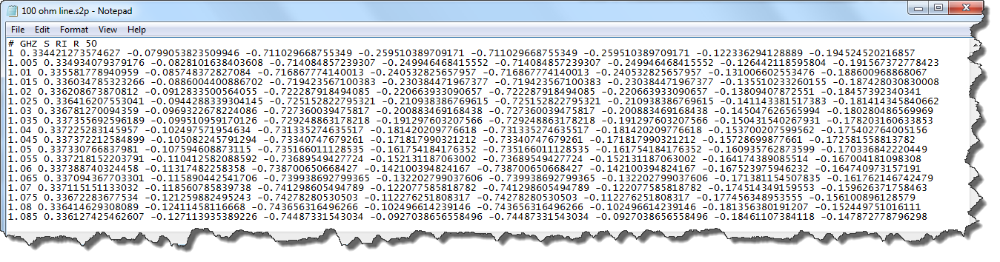 100 ohm line.s2p - Notepad
File Edit Format View Help
# GHZ S RI R 50
1 0.334421273574627 -0.0799053823509946 -0.711029668755349 -0.259510389709171 -0.711029668755349 -0.259510389709171 -0.122336294128889 -0.194524520216857
1.005 0.334934079379176 -0.0828101638403608 -0.714084857239307 -0.249946468415552 -0.714084857239307 -0.249946468415552 -0.126442118595804 -0.191567372778423
1.01 0.335581778940959 -0.085748372827084 -0.716867774140013 -0.240532825657957 -0.716867774140013 -0.240532825657957 -0.131006602553476 -0.188600968868067
1.015 0.336034785323266 -0.0886004400886702 -0.719423567100383 -0.230384471967377 -0.719423567100383 -0.230384471967377 -0.135510233260155 -0.187428030830008
1.02 0.336208673870812 -0.0912833500564055 -0.722287918494085 -0.220663933090657 -0.722287918494085 -0.220663933090657 -0.13809407872551 -0.18457392340341
1.025 0.336416207553041 -0.0944288339304145 -0.725152822795321 -0.210938386769615 -0.725152822795321 -0.210938386769615 -0.141143381517383 -0.181414345840662
1.03 0.336781270094359 -0.0969322678224086 -0.727360039475817 -0.200883469168438 -0.727360039475817 -0.200883469168438 -0.145047626565994 -0.180280486569969
1.035 0.337355692596189 -0.099510959170126 -0.729248863178218 -0.191297603207566 -0.729248863178218 -0.191297603207566 -0.150431540267931 -0.178203160633853
1.04 0.337225283145957 -0.102497571954634 -0.731335274635517 -0.181420209776618 -0.731335274635517 -0.181420209776618 -0.153700207599562 -0.175402764005156
1.045 0.337372212584899 -0.105082245791294 -0.73340747679261 -0.171817990321212 -0.73340747679261 -0.171817990321212 -0.15728699877661 -0.172581558813782
1.05 0.337330766837981 -0.107594608873115 -0.735166011128535 -0.161754184176352 -0.735166011128535 -0.161754184176352 -0.160935762873599 -0.170336842220449
1.055 0.337218152203791 -0.110412582088592 -0.73689549427724 -0.152131187063002 -0.73689549427724 -0.152131187063002 -0.164174389085514 -0.167004181098308
1.06 0.337388740324458 -0.11317482258358 -0.738700650668427 -0.142100394824167 -0.738700650668427 -0.142100394824167 -0.167523975946232 -0.164740973157191
1.065 0.337094367703301 -0.115890442541706 -0.739938692799365 -0.132202799037606 -0.739938692799365 -0.132202799037606 -0.171381154507835 -0.161762146742479
1.07 0.337115151133032 -0.118560785839738 -0.741298605494789 -0.122077585818782 -0.741298605494789 -0.122077585818782 -0.174514349159553 -0.159626371758463
1.075 0.33672283677534 -0.121259882495243 -0.74278280530503 -0.112276251808317 -0.74278280530503 -0.112276251808317 -0.177456348953555 -0.156100896128579
1.08 0.336414629308089 -0.12411458116668 -0.743656316496266 -0.102496614239146 -0.743656316496266 -0.102496614239146 -0.181356380191207 -0.152449751016111
1.085 0.336127425462607 -0.127113935389226 -0.74487331543034 -0.0927038656558496 -0.74487331543034 -0.0927038656558496 -0.18461107384118 -0.147872778796298